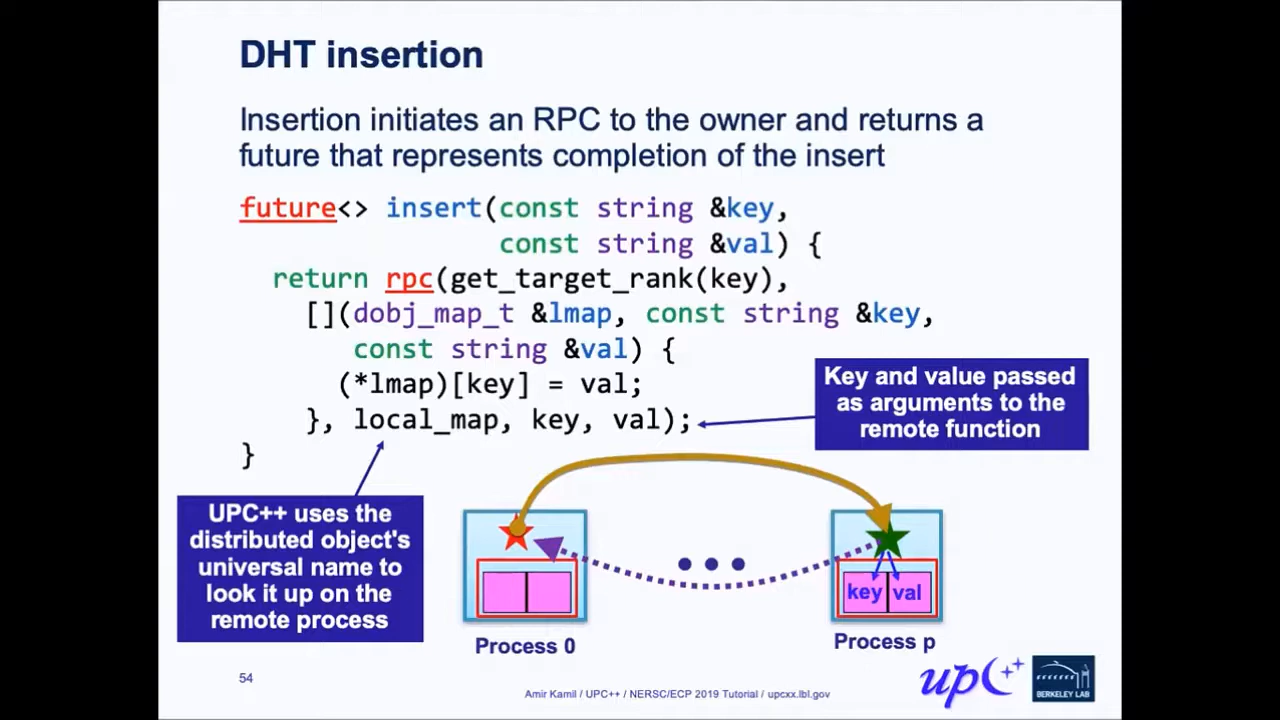 DHT insertion
Insertion initiates an RPC to the owner and returns a
future that represents completion of the insert
future<> insert(const string &key,
const string &val) {
return rpc(get_target_rank(key),
[](dobj_map_t &lmap, const string &key,
const string &val) {
(*lmap)[key] = val;
}, local_map, key, val);
}
Key and value passed
as arguments to the
remote function
UPC++ uses the
distributed object's
universal name to
look it up on the
remote process
key val
Process 0
Process p
54
Amir Kamil / UPC++ / NERSC/ECP 2019 Tutorial / upcxx.lbl.gov
upC++
BERKELEY LAB